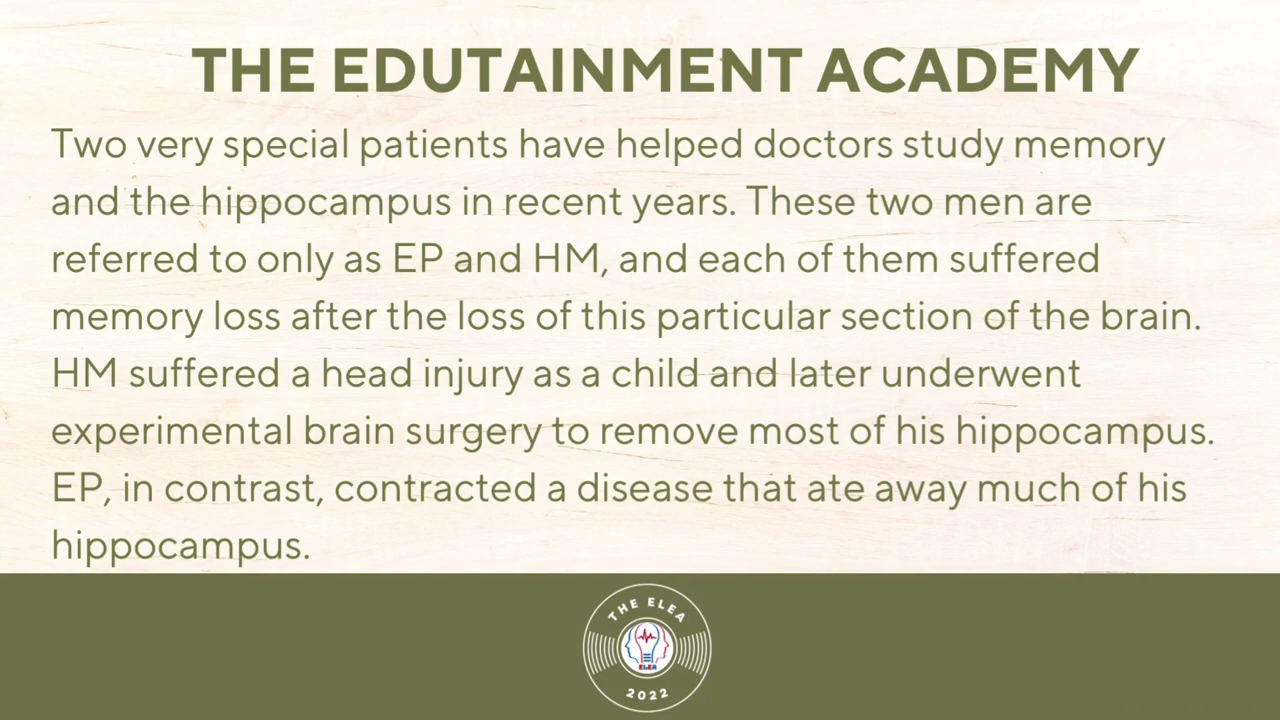 THE EDUTAINMENT ACADEMY
Two very special patients have helped doctors study memory
and the hippocampus in recent years. These two men are
referred to only as EP and HM, and each of them suffered
memory loss after the loss of this particular section of the brain.
HM suffered a head injury as a child and later underwent
experimental brain surgery to remove most of his hippocampus.
EP, in contrast, contracted a disease that ate away much of his
hippocampus.
THE ELEA
ELEA
2022